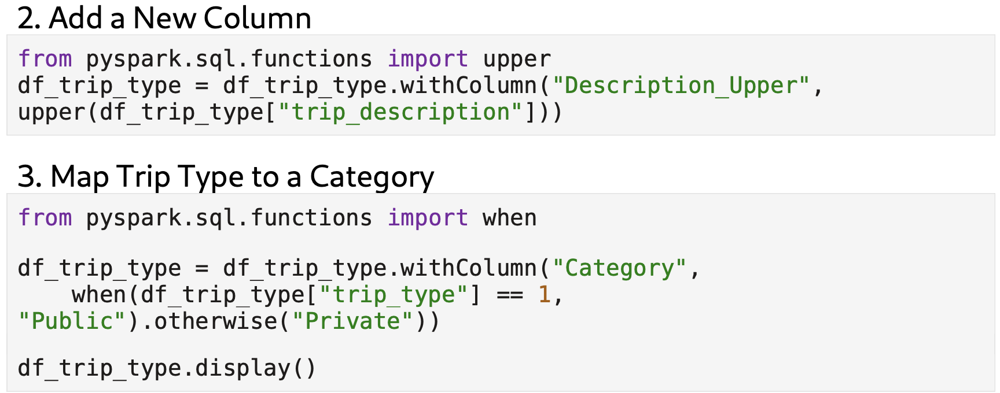 2. Add a New Column
from pyspark.sql.functions import upper
df_trip_type = df_trip_type.withColumn("Description_Upper",
upper(df_trip_type["trip_description"]))
3. Map Trip Type to a Category
from pyspark.sql.functions import when
df_trip_type = df_trip_type.withColumn("Category",
    when(df_trip_type["trip_type"] == 1,
"Public").otherwise("Private"))
df_trip_type.display()